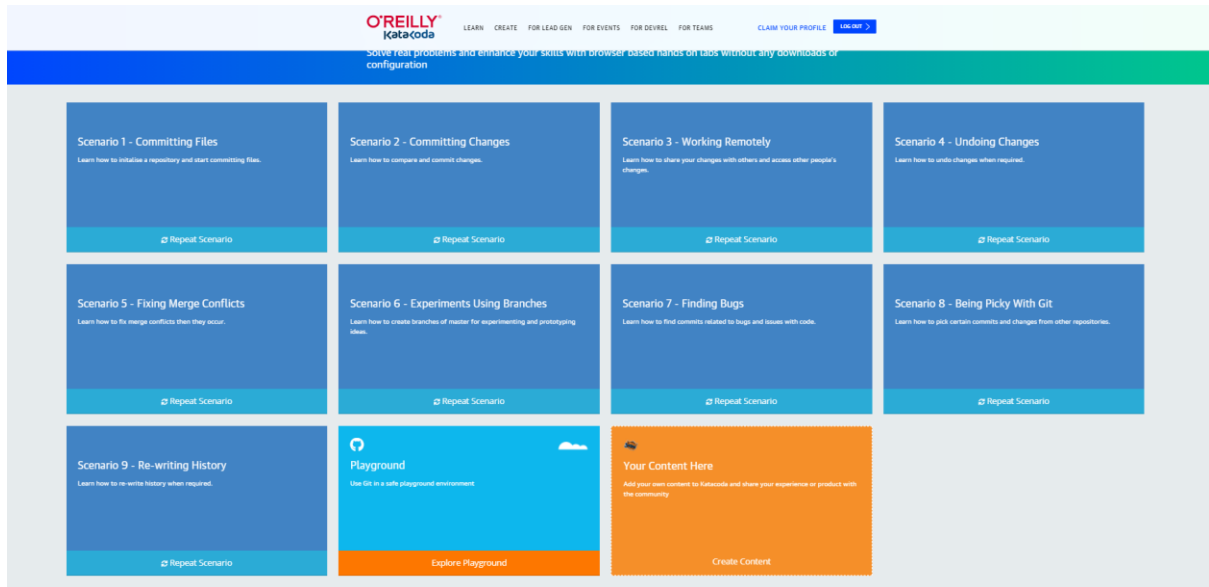 O'REILLY
Katacoda
LEARN CREATE FOR LEAD GEN FOR EVENTS FOR DEVREL FOR TEAMS CLAIM YOUR PROFILE LOG OUT
Solve real problems and enhance your skills with browser based hands on labs without any downloads or
configuration
Scenario 1 - Committing Files
Learn how to initalise a repository and start committing files.
Repeat Scenario
Scenario 2 - Committing Changes
Learn how to compare and commit changes.
Repeat Scenario
Scenario 3 - Working Remotely
Learn how to share your changes with others and access other people's
changes.
Repeat Scenario
Scenario 4 - Undoing Changes
Learn how to undo changes when required.
Repeat Scenario
Scenario 5 - Fixing Merge Conflicts
Learn how to fix merge conflicts then they occur.
Repeat Scenario
Scenario 6 - Experiments Using Branches
Learn how to create branches of master for experimenting and prototyping
ideas.
Repeat Scenario
Scenario 7 - Finding Bugs
Learn how to find commits related to bugs and issues with code.
Repeat Scenario
Scenario 8 - Being Picky With Git
Learn how to pick certain commits and changes from other repositories.
Repeat Scenario
Scenario 9 - Re-writing History
Learn how to re-write history when required.
Repeat Scenario
Playground
Use Git in a safe playground environment
Explore Playground
Your Content Here
Add your own content to Katacoda and share your experience or product with
the community
Create Content